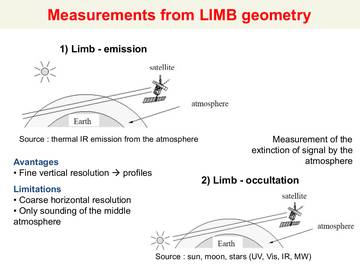 Measurements from LIMB geometry
1) Limb - emission
satellite
atmosphere
Earth
Source : thermal IR emission from the atmosphere
Measurement of the
extinction of signal by the
atmosphere
Avantages
• Fine vertical resolution → profiles
Limitations
• Coarse horizontal resolution
• Only sounding of the middle
atmosphere
2) Limb - occultation
satellite
atmosphere
Earth
Source : sun, moon, stars (UV, Vis, IR, MW)